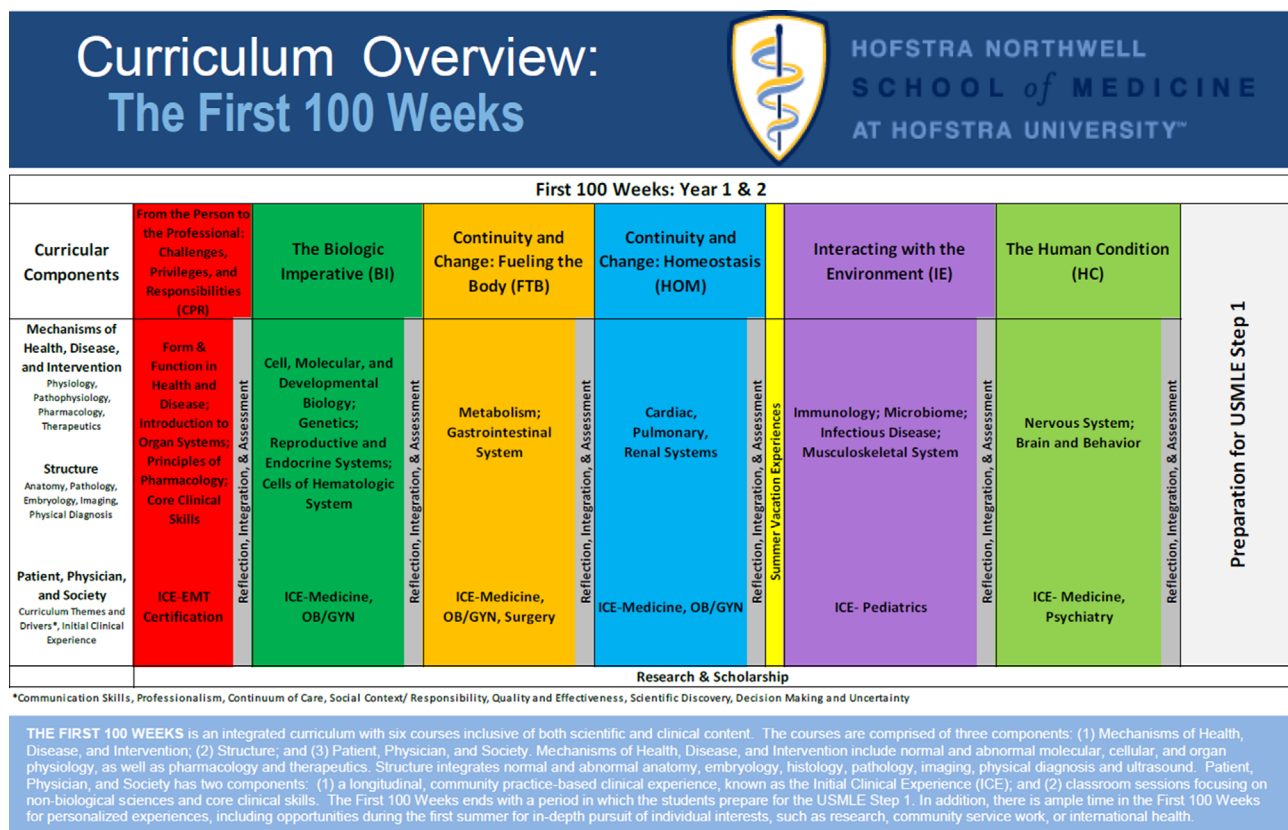 Curriculum Overview:
The First 100 Weeks
HOFSTRA NORTHWELL
SCHOOL of MEDICINE
AT HOFSTRA UNIVERSITY™
First 100 Weeks: Year 1 & 2
Curricular
Components
From the Person to
the Professional:
Challenges,
Privileges, and
Responsibilities
(CPR)
The Biologic
Imperative (BI)
Continuity and
Change: Fueling the
Body (FTB)
Continuity and
Change: Homeostasis
(HOM)
Interacting with the
Environment (IE)
The Human Condition
(HC)
Mechanisms of
Health, Disease,
and Intervention
Physiology,
Pathophysiology,
Pharmacology,
Therapeutics
Structure
Anatomy, Pathology,
Embryology, Imaging,
Physical Diagnosis
Patient, Physician,
and Society
Curriculum Themes and
Drivers*, Initial Clinical
Experience
Form &
Function in
Health and
Disease;
Introduction to
Organ Systems;
Principles of
Pharmacology;
Core Clinical
Skills
ICE-EMT
Certification
Reflection, Integration, & Assessment
Cell, Molecular, and
Developmental
Biology;
Genetics;
Reproductive and
Endocrine Systems;
Cells of Hematologic
System
ICE-Medicine,
OB/GYN
Reflection, Integration, & Assessment
Metabolism;
Gastrointestinal
System
ICE-Medicine,
OB/GYN, Surgery
Reflection, Integration, & Assessment
Cardiac,
Pulmonary,
Renal Systems
ICE-Medicine, OB/GYN
Reflection, Integration, & Assessment
Summer Vacation Experiences
Immunology; Microbiome;
Infectious Disease;
Musculoskeletal System
ICE- Pediatrics
Reflection, Integration, & Assessment
Nervous System;
Brain and Behavior
ICE- Medicine,
Psychiatry
Reflection, Integration, & Assessment
Preparation for USMLE Step 1
Research & Scholarship
*Communication Skills, Professionalism, Continuum of Care, Social Context/ Responsibility, Quality and Effectiveness, Scientific Discovery, Decision Making and Uncertainty
THE FIRST 100 WEEKS is an integrated curriculum with six courses inclusive of both scientific and clinical content. The courses are comprised of three components: (1) Mechanisms of Health,
Disease, and Intervention; (2) Structure; and (3) Patient, Physician, and Society. Mechanisms of Health, Disease, and Intervention include normal and abnormal molecular, cellular, and organ
physiology, as well as pharmacology and therapeutics. Structure integrates normal and abnormal anatomy, embryology, histology, pathology, imaging, physical diagnosis and ultrasound. Patient,
Physician, and Society has two components: (1) a longitudinal, community practice-based clinical experience, known as the Initial Clinical Experience (ICE); and (2) classroom sessions focusing on
non-biological sciences and core clinical skills. The First 100 Weeks ends with a period in which the students prepare for the USMLE Step 1. In addition, there is ample time in the First 100 Weeks
for personalized experiences, including opportunities during the first summer for in-depth pursuit of individual interests, such as research, community service work, or international health.